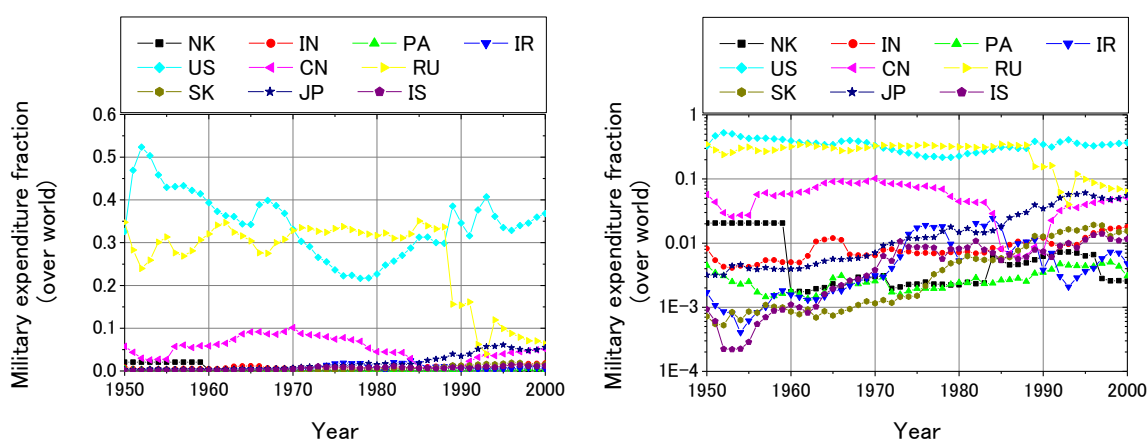 NK IN PA IR
US CN RU
SK JP IS
0.6
0.5
0.4
0.3
0.2
0.1
0.0
1950 1960 1970 1980 1990 2000
Military expenditure fraction
(over world)
Year
NK IN PA IR
US CN RU
SK JP IS
1
0.1
0.01
1E-3
1E-4
1950 1960 1970 1980 1990 2000
Military expenditure fraction
(over world)
Year